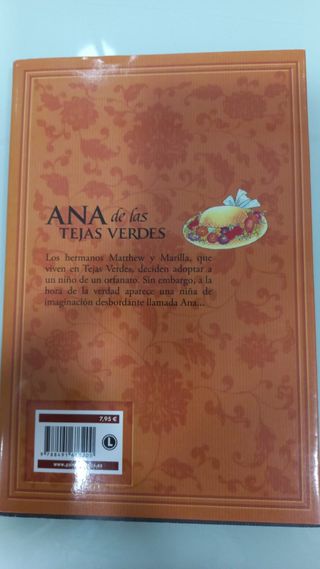 ANA de las
TEJAS VERDES
Los hermanos Matthew y Marilla, que
viven en Tejas Verdes, deciden adoptar a
un niño de un orfanato. Sin embargo, a la
hora de la verdad aparece una niña de
imaginación desbordante llamada Ana...
7,95 €
L